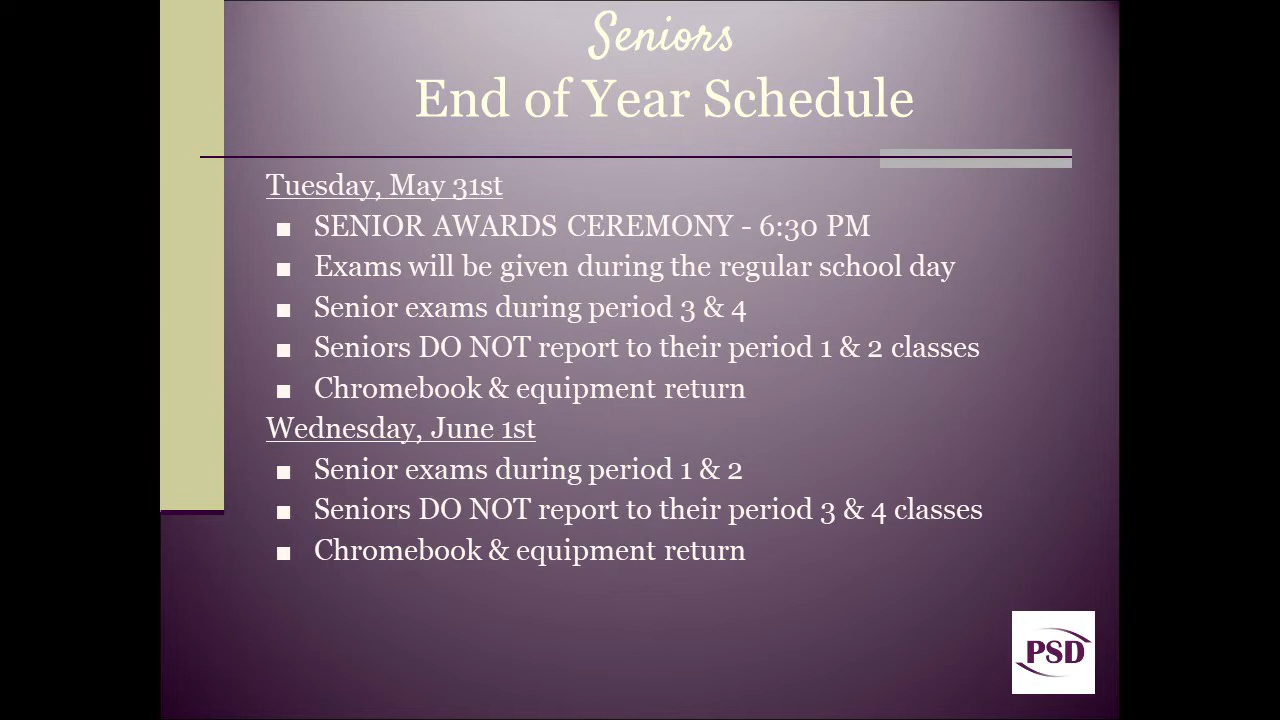 Seniors
End of Year Schedule
Tuesday, May 31st
■ SENIOR AWARDS CEREMONY - 6:30 PM
■ Exams will be given during the regular school day
■ Senior exams during period 3 & 4
■ Seniors DO NOT report to their period 1 & 2 classes
■ Chromebook & equipment return
Wednesday, June 1st
■ Senior exams during period 1 & 2
■ Seniors DO NOT report to their period 3 & 4 classes
■ Chromebook & equipment return
PSD